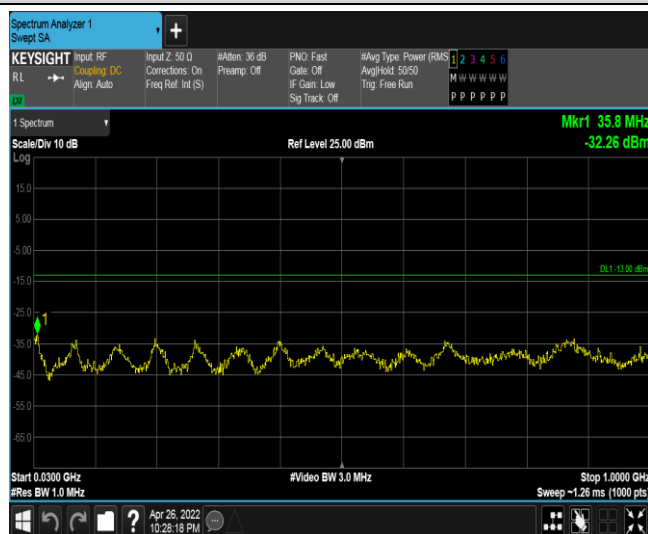 Spectrum Analyzer 1
Swept SA
+
KEYSIGHT
RL
LXI
Input: RF
Coupling: DC
Align: Auto
Input Z: 50 Ω
Corrections: On
Freq Ref: Int (S)
#Atten: 36 dB
Preamp: Off
PNO: Fast
Gate: Off
IF Gain: Low
Sig Track: Off
#Avg Type: Power (RMS
Avg|Hold: 50/50
Trig: Free Run
1 2 3 4 5 6
M W W W W W
P P P P P P
1 Spectrum
Mkr1 35.8 MHz
-32.26 dBm
Scale/Div 10 dB
Ref Level 25.00 dBm
Log
15.0
5.00
-5.00
DL1 -13.00 dBm
-15.0
-25.0
1
-35.0
-45.0
-55.0
-65.0
Start 0.0300 GHz
#Video BW 3.0 MHz
Stop 1.0000 GHz
#Res BW 1.0 MHz
Sweep ~1.26 ms (1000 pts)
?
Apr 26, 2022
10:28:18 PM